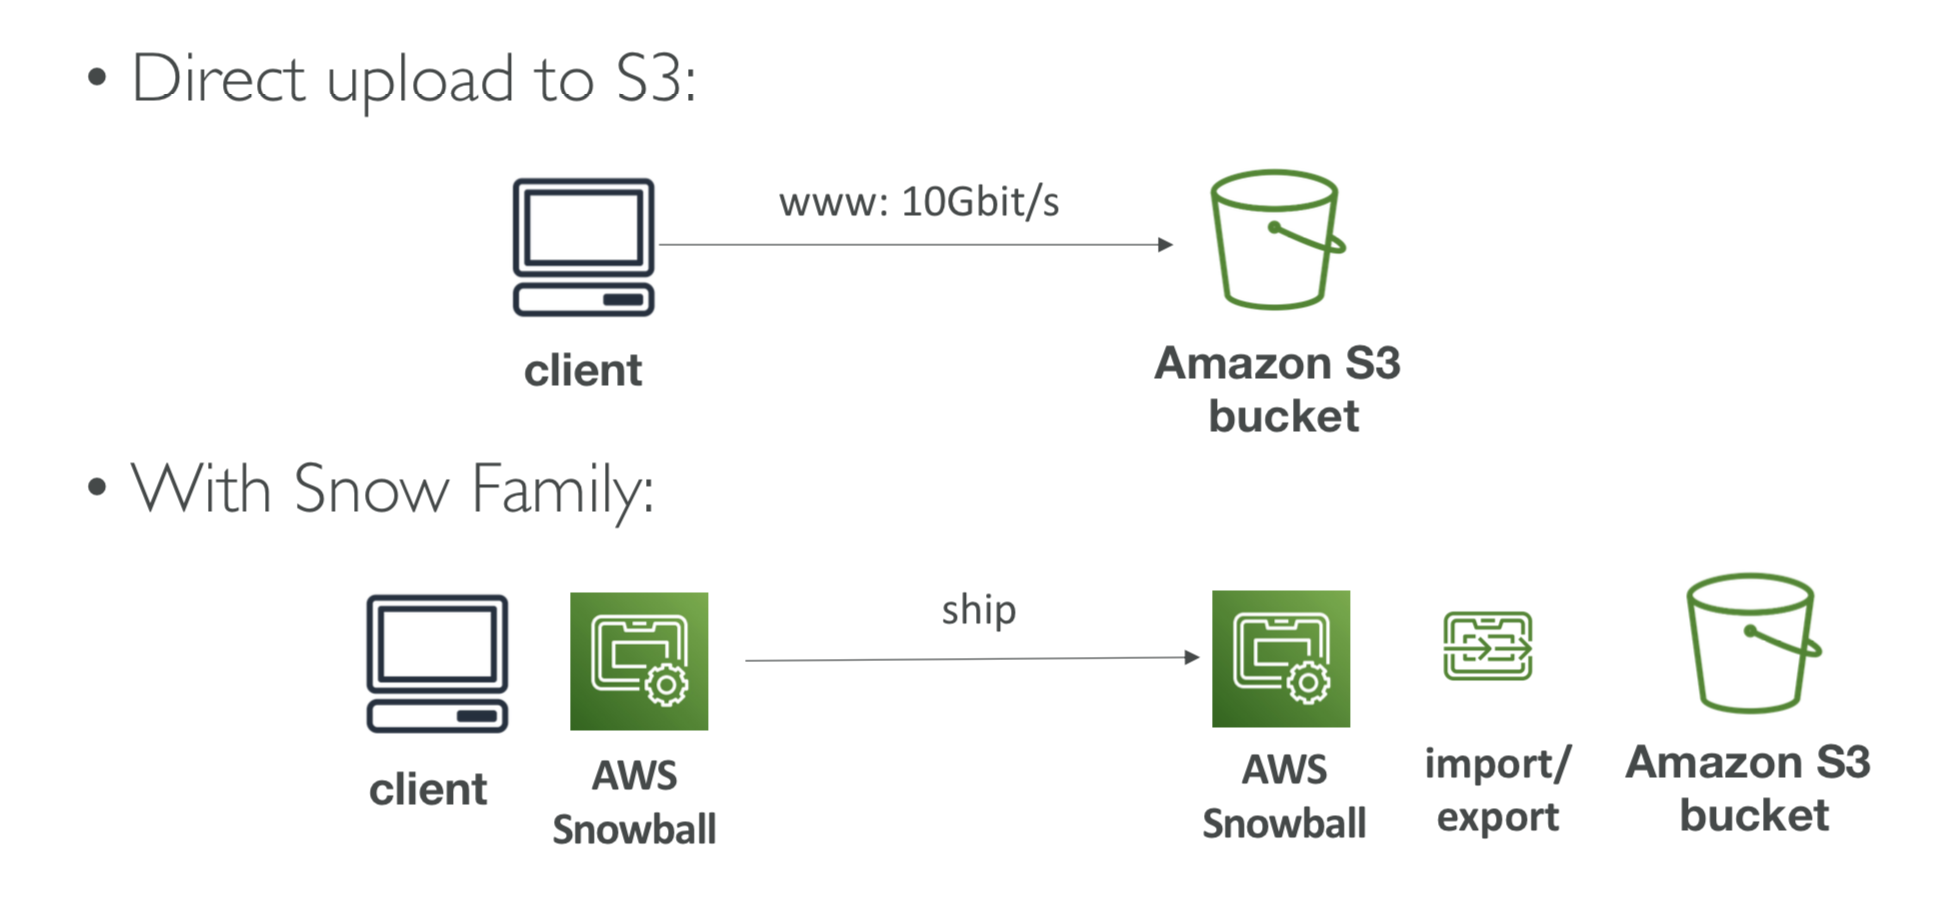 • Direct upload to S3:
www: 10Gbit/s
client
Amazon S3
bucket
• With Snow Family:
ship
client
AWS
Snowball
AWS
Snowball
import/
export
Amazon S3
bucket